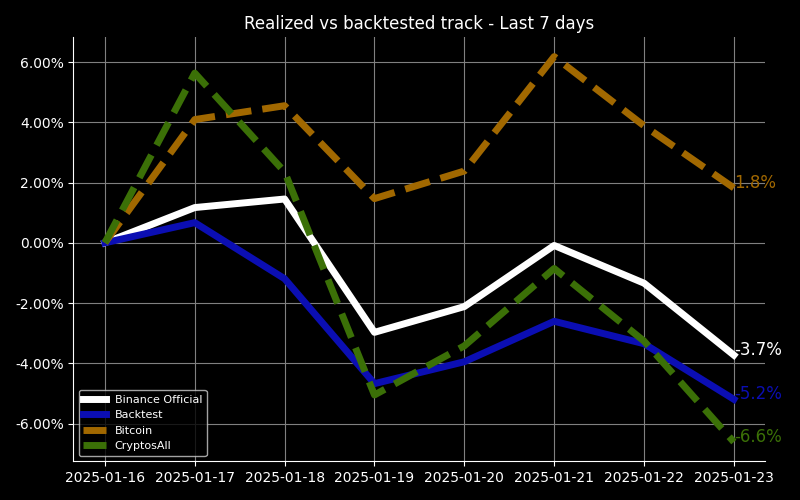 Realized vs backtested track - Last 7 days
6.00%
4.00%
2.00%
0.00%
-2.00%
-4.00%
-6.00%
1.8%
-3.7%
-5.2%
-6.6%
Binance Official
Backtest
Bitcoin
CryptosAll
2025-01-16 2025-01-17 2025-01-18 2025-01-19 2025-01-20 2025-01-21 2025-01-22 2025-01-23